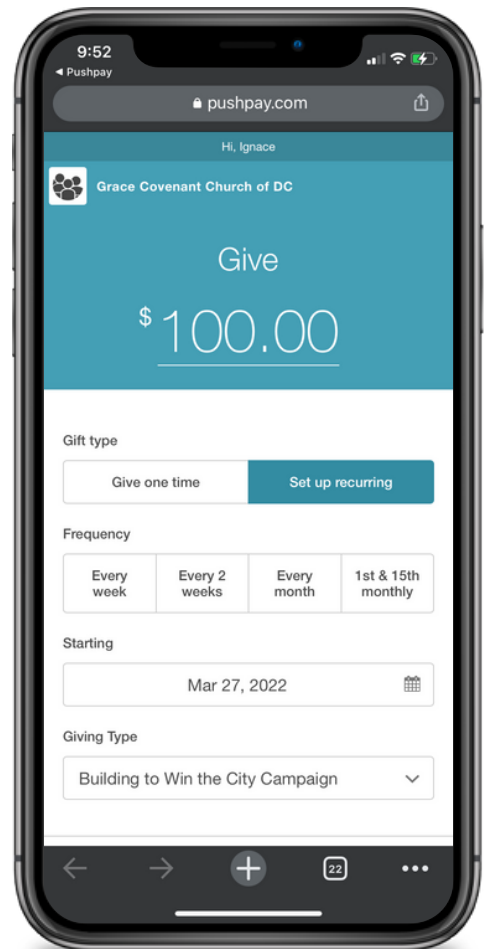 9:52
◄ Pushpay
pushpay.com
Hi, Ignace
Grace Covenant Church of DC
Give
$100.00
Gift type
Give one time
Set up recurring
Frequency
Every week
Every 2 weeks
Every month
1st & 15th monthly
Starting
Mar 27, 2022
Giving Type
Building to Win the City Campaign
22